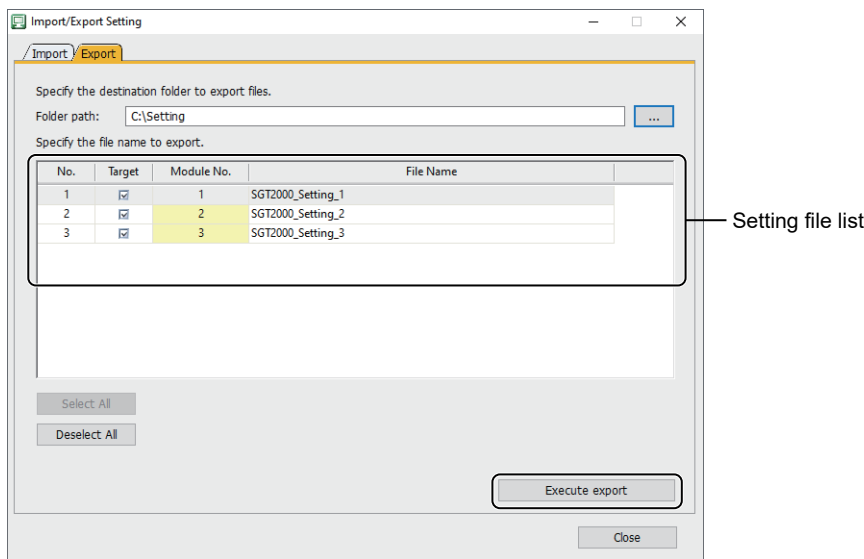 Import/Export Setting
Import Export
Specify the destination folder to export files.
Folder path: C:\Setting ...
Specify the file name to export.
No. Target Module No. File Name
1 1 SGT2000_Setting_1
2 2 SGT2000_Setting_2
3 3 SGT2000_Setting_3
Setting file list
Select All
Deselect All
Execute export
Close